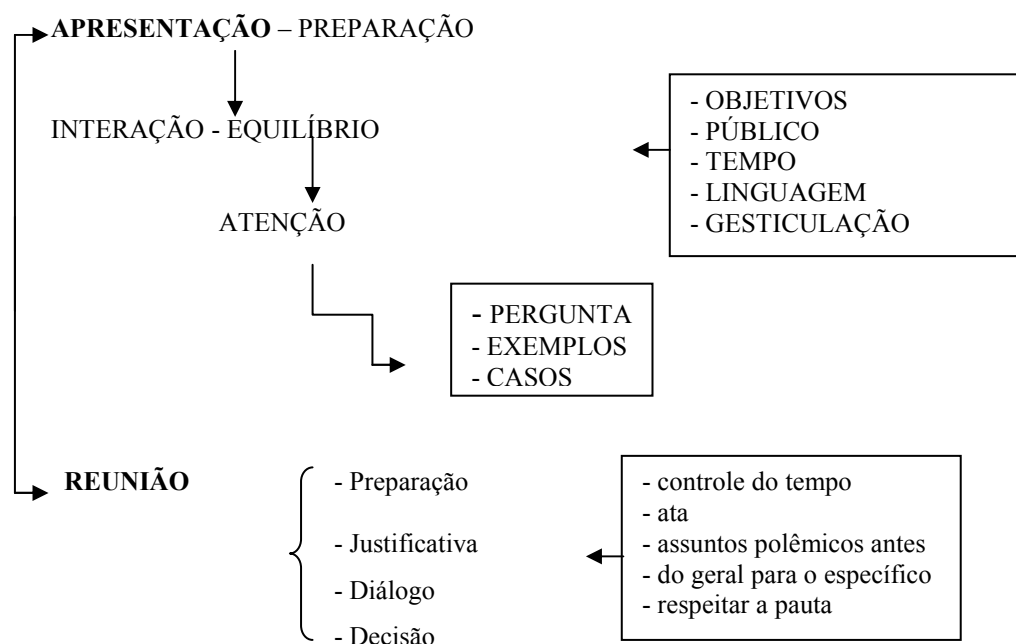 APRESENTAÇÃO – PREPARAÇÃO
INTERAÇÃO - EQUILÍBRIO
ATENÇÃO
- OBJETIVOS
- PÚBLICO
- TEMPO
- LINGUAGEM
- GESTICULAÇÃO
- PERGUNTA
- EXEMPLOS
- CASOS
REUNIÃO
- Preparação
- Justificativa
- Diálogo
- Decisão
- controle do tempo
- ata
- assuntos polêmicos antes
- do geral para o específico
- respeitar a pauta